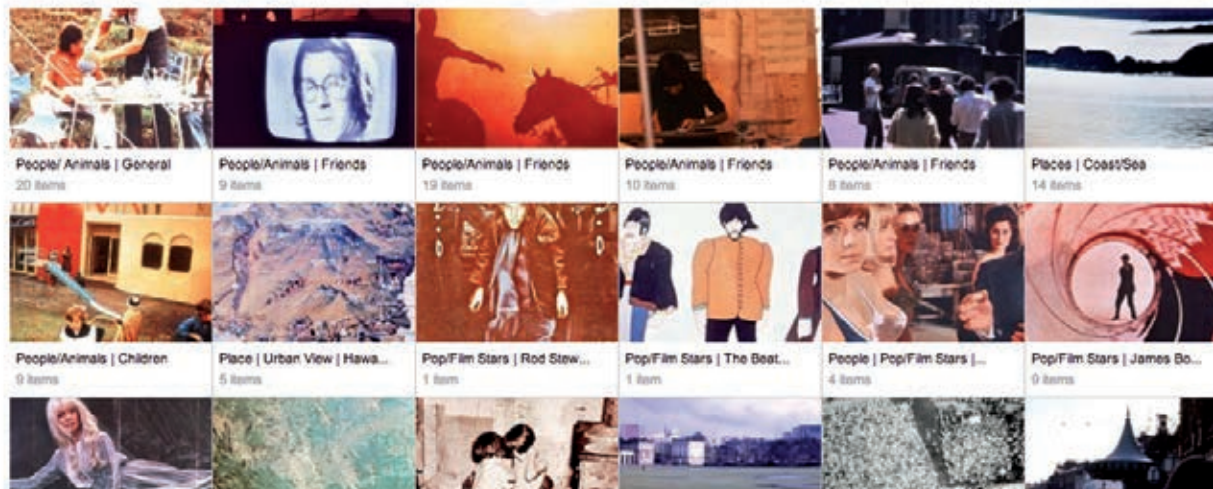 People/ Animals | General
20 items
People/Animals | Friends
9 items
People/Animals | Friends
19 items
People/Animals | Friends
10 items
People/Animals | Friends
8 items
Places | Coast/Sea
14 items
People/Animals | Children
9 items
Place | Urban View | Hawa...
5 items
Pop/Film Stars | Rod Stew...
1 item
Pop/Film Stars | The Beat...
1 item
People | Pop/Film Stars |...
4 items
Pop/Film Stars | James Bo...
9 items